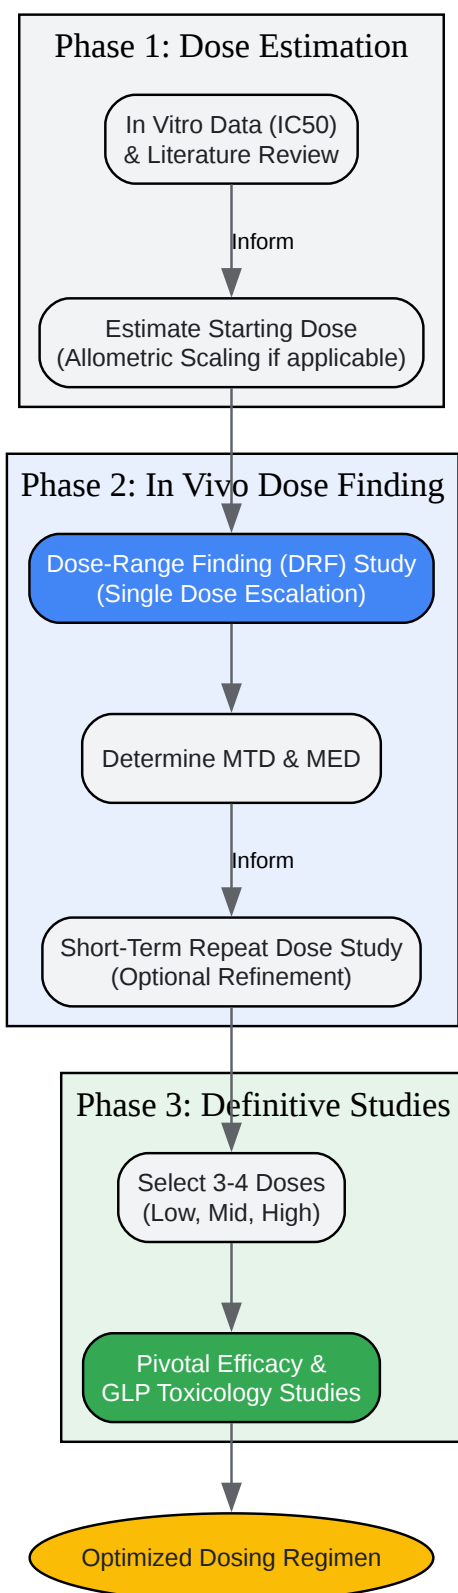 Phase 1: Dose Estimation
In Vitro Data (IC50)
& Literature Review
Inform
Estimate Starting Dose
(Allometric Scaling if applicable)
Phase 2: In Vivo Dose Finding
Dose-Range Finding (DRF) Study
(Single Dose Escalation)
Determine MTD & MED
Inform
Short-Term Repeat Dose Study
(Optional Refinement)
Phase 3: Definitive Studies
Select 3-4 Doses
(Low, Mid, High)
Pivotal Efficacy &
GLP Toxicology Studies
Optimized Dosing Regimen